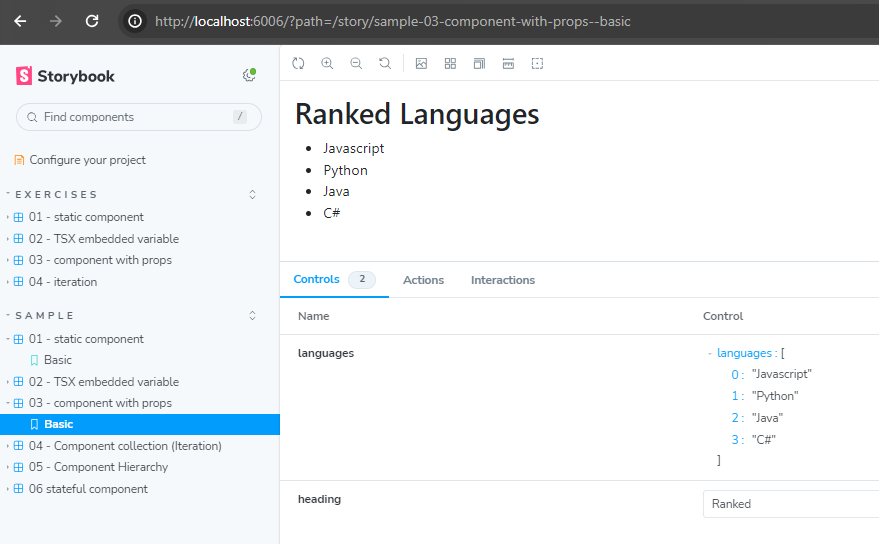 http://localhost:6006/?path=/story/sample-03-component-with-props--basic
Storybook
Find components /
Configure your project
EXERCISES
01 - static component
02 - TSX embedded variable
03 - component with props
04 - iteration
SAMPLE
01 - static component
Basic
02 - TSX embedded variable
03 - component with props
Basic
04 - Component collection (Iteration)
05 - Component Hierarchy
06 stateful component
Ranked Languages
Javascript
Python
Java
C#
Controls 2 Actions Interactions
Name Control
languages - languages : [
0 : "Javascript"
1 : "Python"
2 : "Java"
3 : "C#"
]
heading Ranked